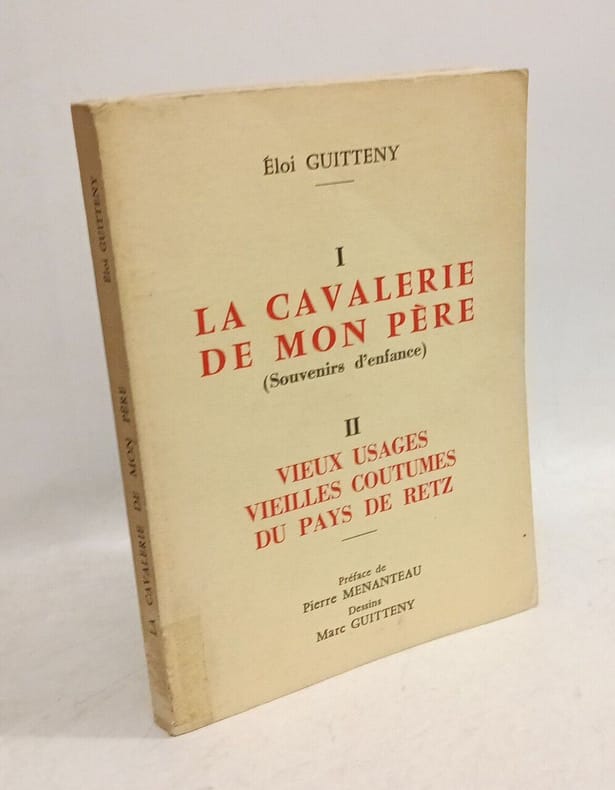 Éloi GUITTENY
I
LA CAVALERIE
DE MON PÈRE
(Souvenirs d'enfance)
II
VIEUX USAGES
VIEILLES COUTUMES
DU PAYS DE RETZ
Préface de
Pierre MENANTEAU
Dessins
Marc GUITTENY
LA CAVALERIE DE MON PÈRE
Éloi GUITTENY